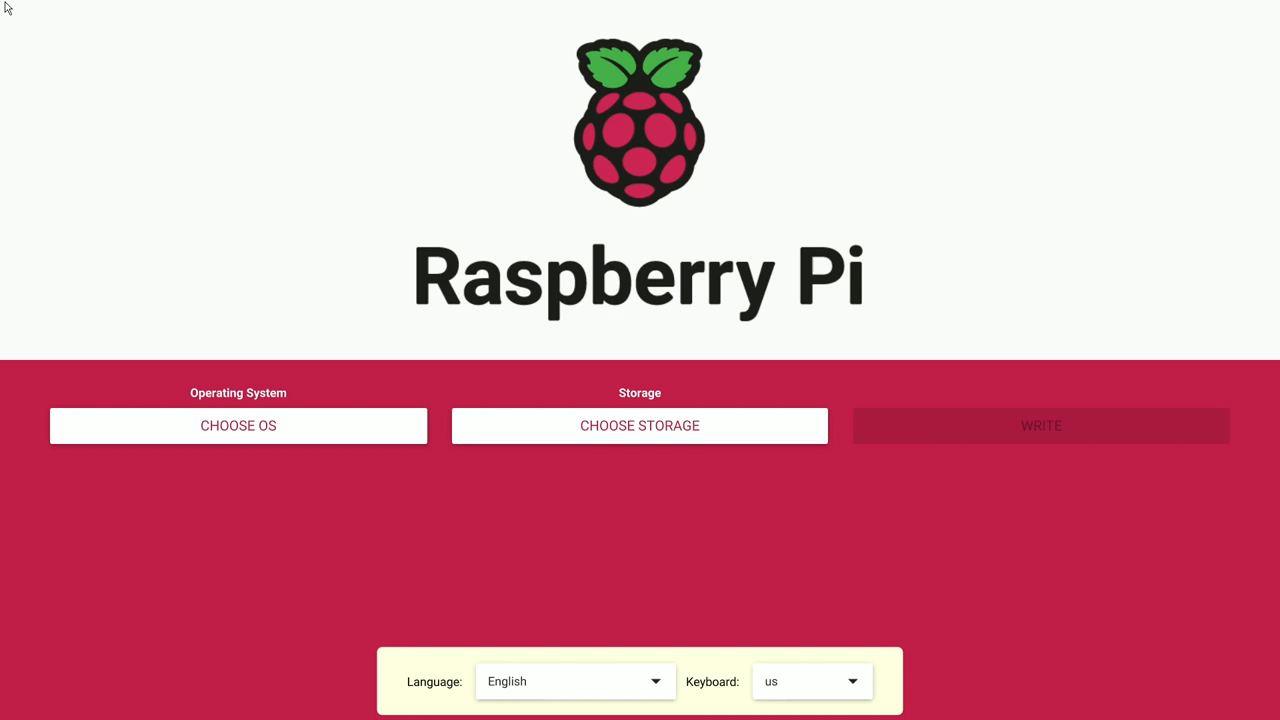 Raspberry Pi
Operating System
Storage
CHOOSE OS
CHOOSE STORAGE
WRITE
Language:
English
Keyboard:
us